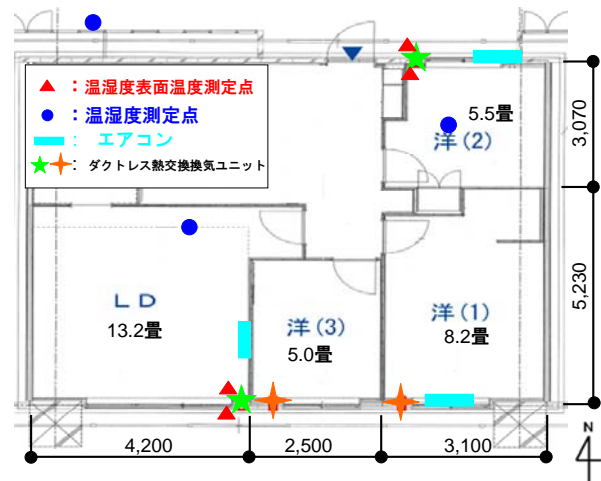 ：温湿度表面温度測定点
：温湿度測定点
： エアコン
： ダクトレス熱交換換気ユニット
5.5畳
洋(2)
3,070
LD
13.2畳
洋(3)
5.0畳
洋(1)
8.2畳
5,230
4,200
2,500
3,100
N